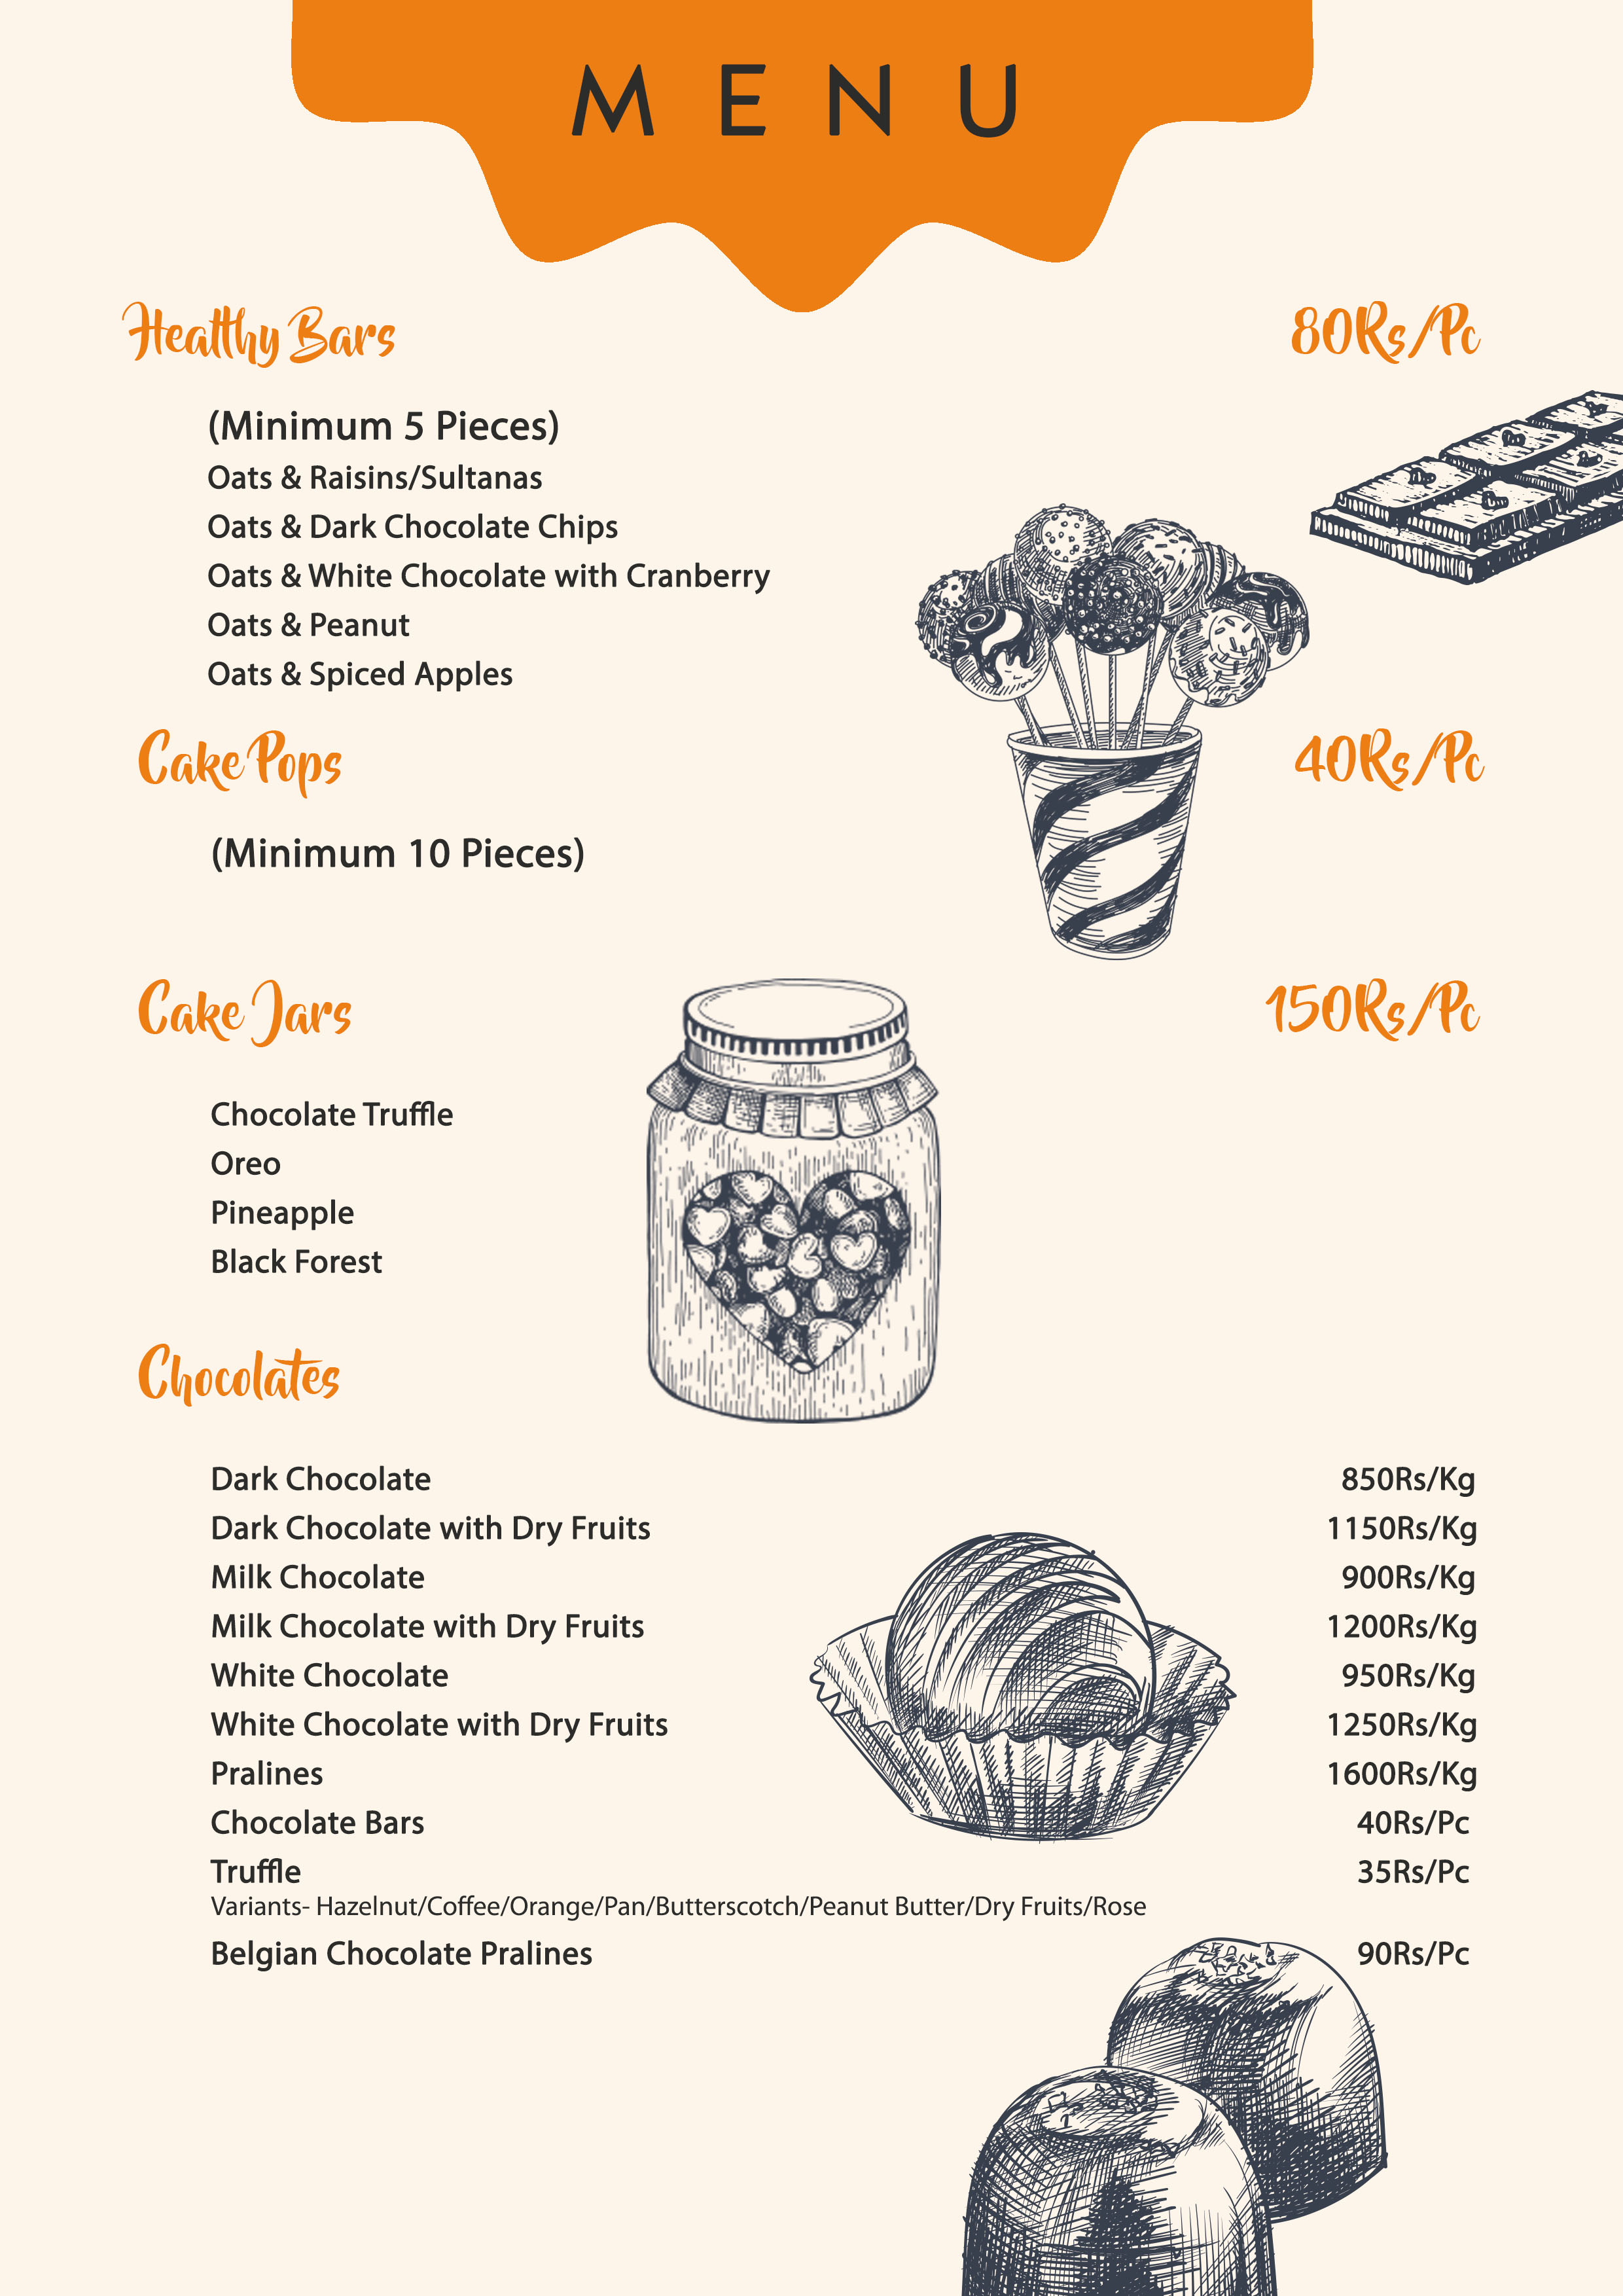 MENU
Healthy Bars 80Rs/Pc
(Minimum 5 Pieces)
Oats & Raisins/Sultanas
Oats & Dark Chocolate Chips
Oats & White Chocolate with Cranberry
Oats & Peanut
Oats & Spiced Apples
Cake Pops 40Rs/Pc
(Minimum 10 Pieces)
Cake Jars 150Rs/Pc
Chocolate Truffle
Oreo
Pineapple
Black Forest
Chocolates
Dark Chocolate 850Rs/Kg
Dark Chocolate with Dry Fruits 1150Rs/Kg
Milk Chocolate 900Rs/Kg
Milk Chocolate with Dry Fruits 1200Rs/Kg
White Chocolate 950Rs/Kg
White Chocolate with Dry Fruits 1250Rs/Kg
Pralines 1600Rs/Kg
Chocolate Bars 40Rs/Pc
Truffle 35Rs/Pc
Variants- Hazelnut/Coffee/Orange/Pan/Butterscotch/Peanut Butter/Dry Fruits/Rose
Belgian Chocolate Pralines 90Rs/Pc